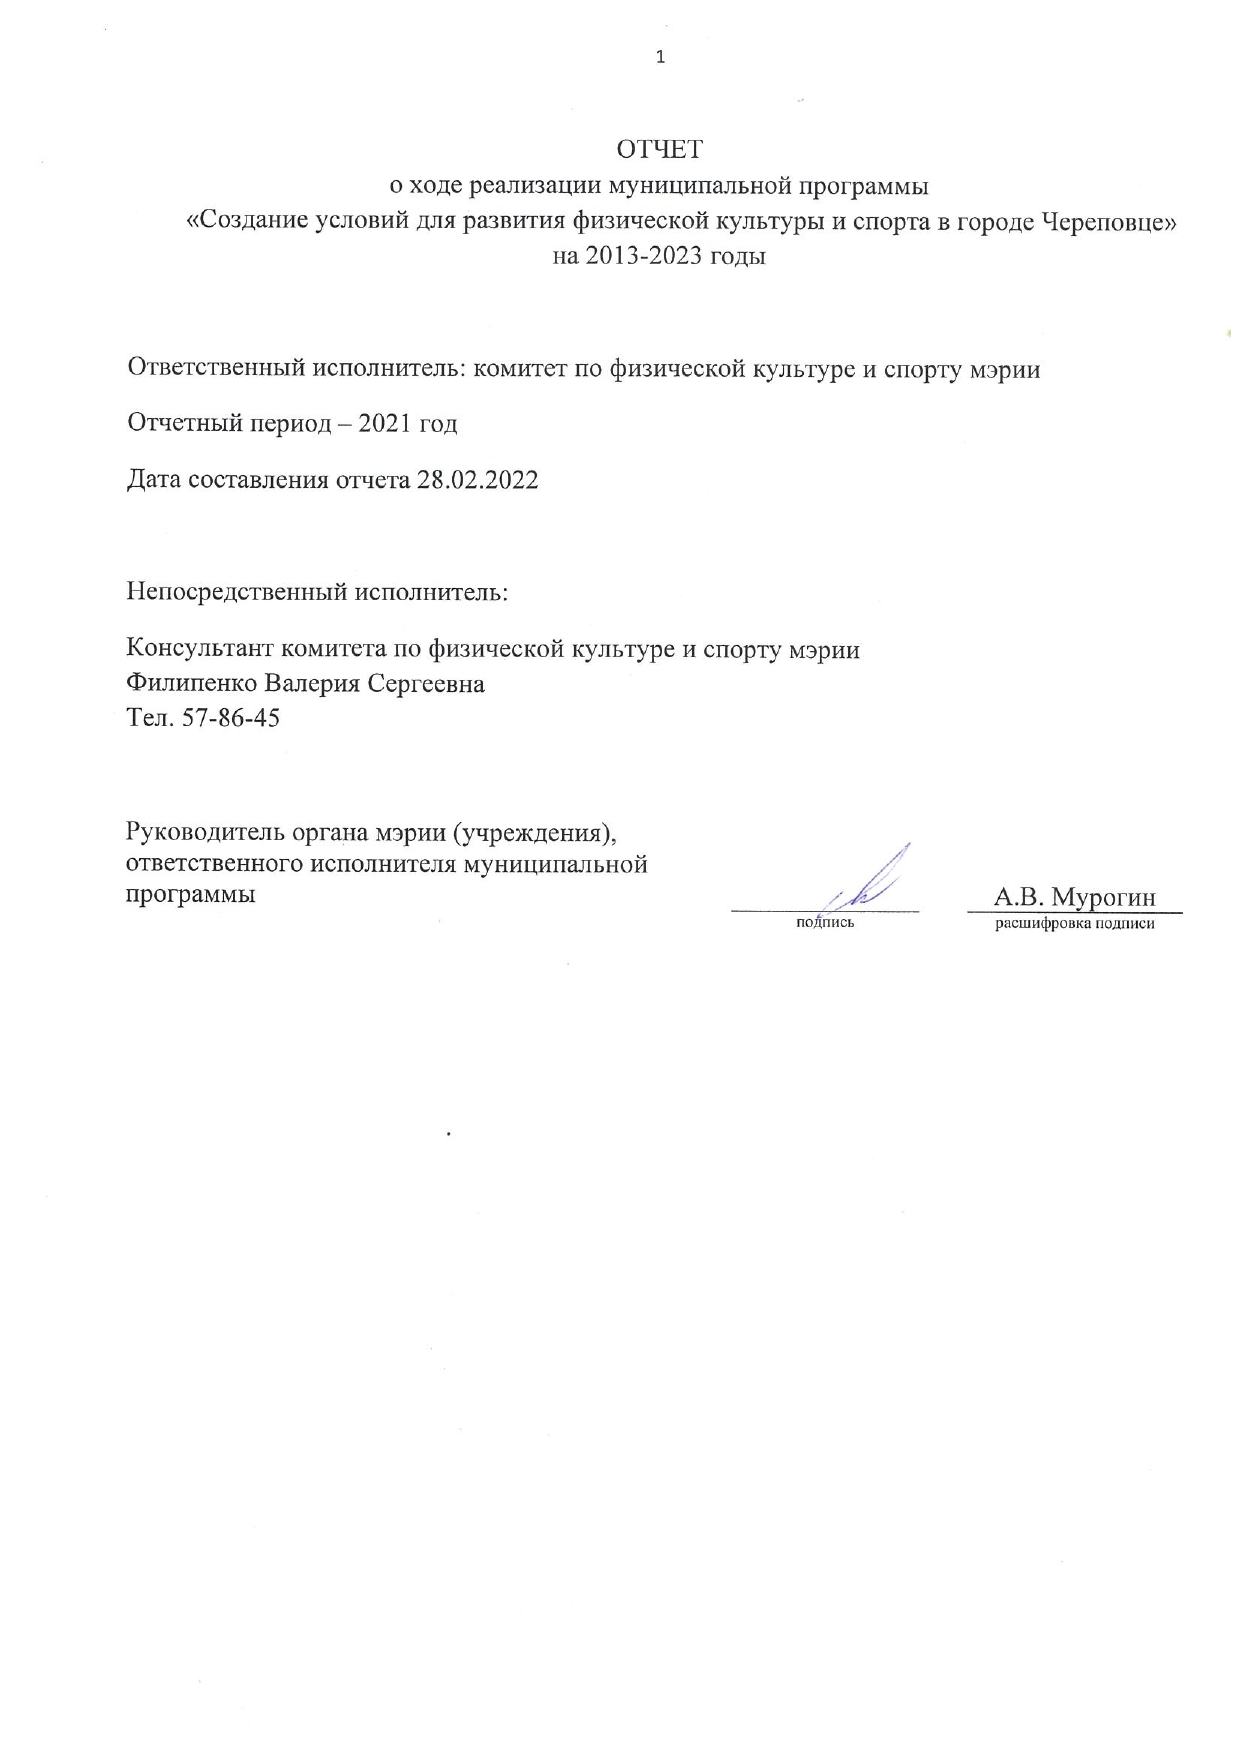 1
ОТЧЕТ
о ходе реализации муниципальной программы
«Создание условий для развития физической культуры и спорта в городе Череповце»
на 2013-2023 годы
Ответственный исполнитель: комитет по физической культуре и спорту мэрии
Отчетный период – 2021 год
Дата составления отчета 28.02.2022
Непосредственный исполнитель:
Консультант комитета по физической культуре и спорту мэрии
Филипенко Валерия Сергеевна
Тел. 57-86-45
Руководитель органа мэрии (учреждения),
ответственного исполнителя муниципальной
программы
А.В. Мурогин
подпись
расшифровка подписи